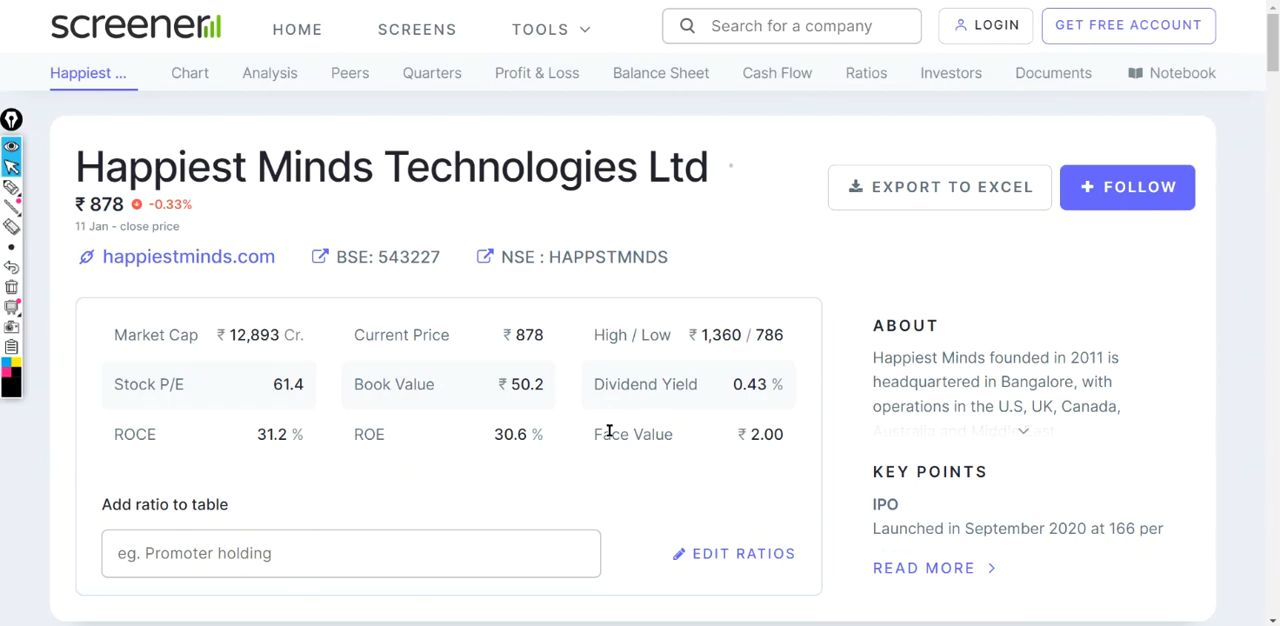 screener
HOME SCREENS TOOLS
Search for a company
LOGIN
GET FREE ACCOUNT
Happiest ... Chart Analysis Peers Quarters Profit & Loss Balance Sheet Cash Flow Ratios Investors Documents Notebook
Happiest Minds Technologies Ltd
₹ 878 -0.33%
11 Jan - close price
EXPORT TO EXCEL
+ FOLLOW
happiestminds.com BSE: 543227 NSE : HAPPSTMNDS
Market Cap ₹ 12,893 Cr. Current Price ₹ 878 High / Low ₹ 1,360 / 786
Stock P/E 61.4 Book Value ₹ 50.2 Dividend Yield 0.43 %
ROCE 31.2 % ROE 30.6 % Face Value ₹ 2.00
Add ratio to table
eg. Promoter holding
EDIT RATIOS
ABOUT
Happiest Minds founded in 2011 is
headquartered in Bangalore, with
operations in the U.S, UK, Canada,
Australia and Middle East
KEY POINTS
IPO
Launched in September 2020 at 166 per
READ MORE